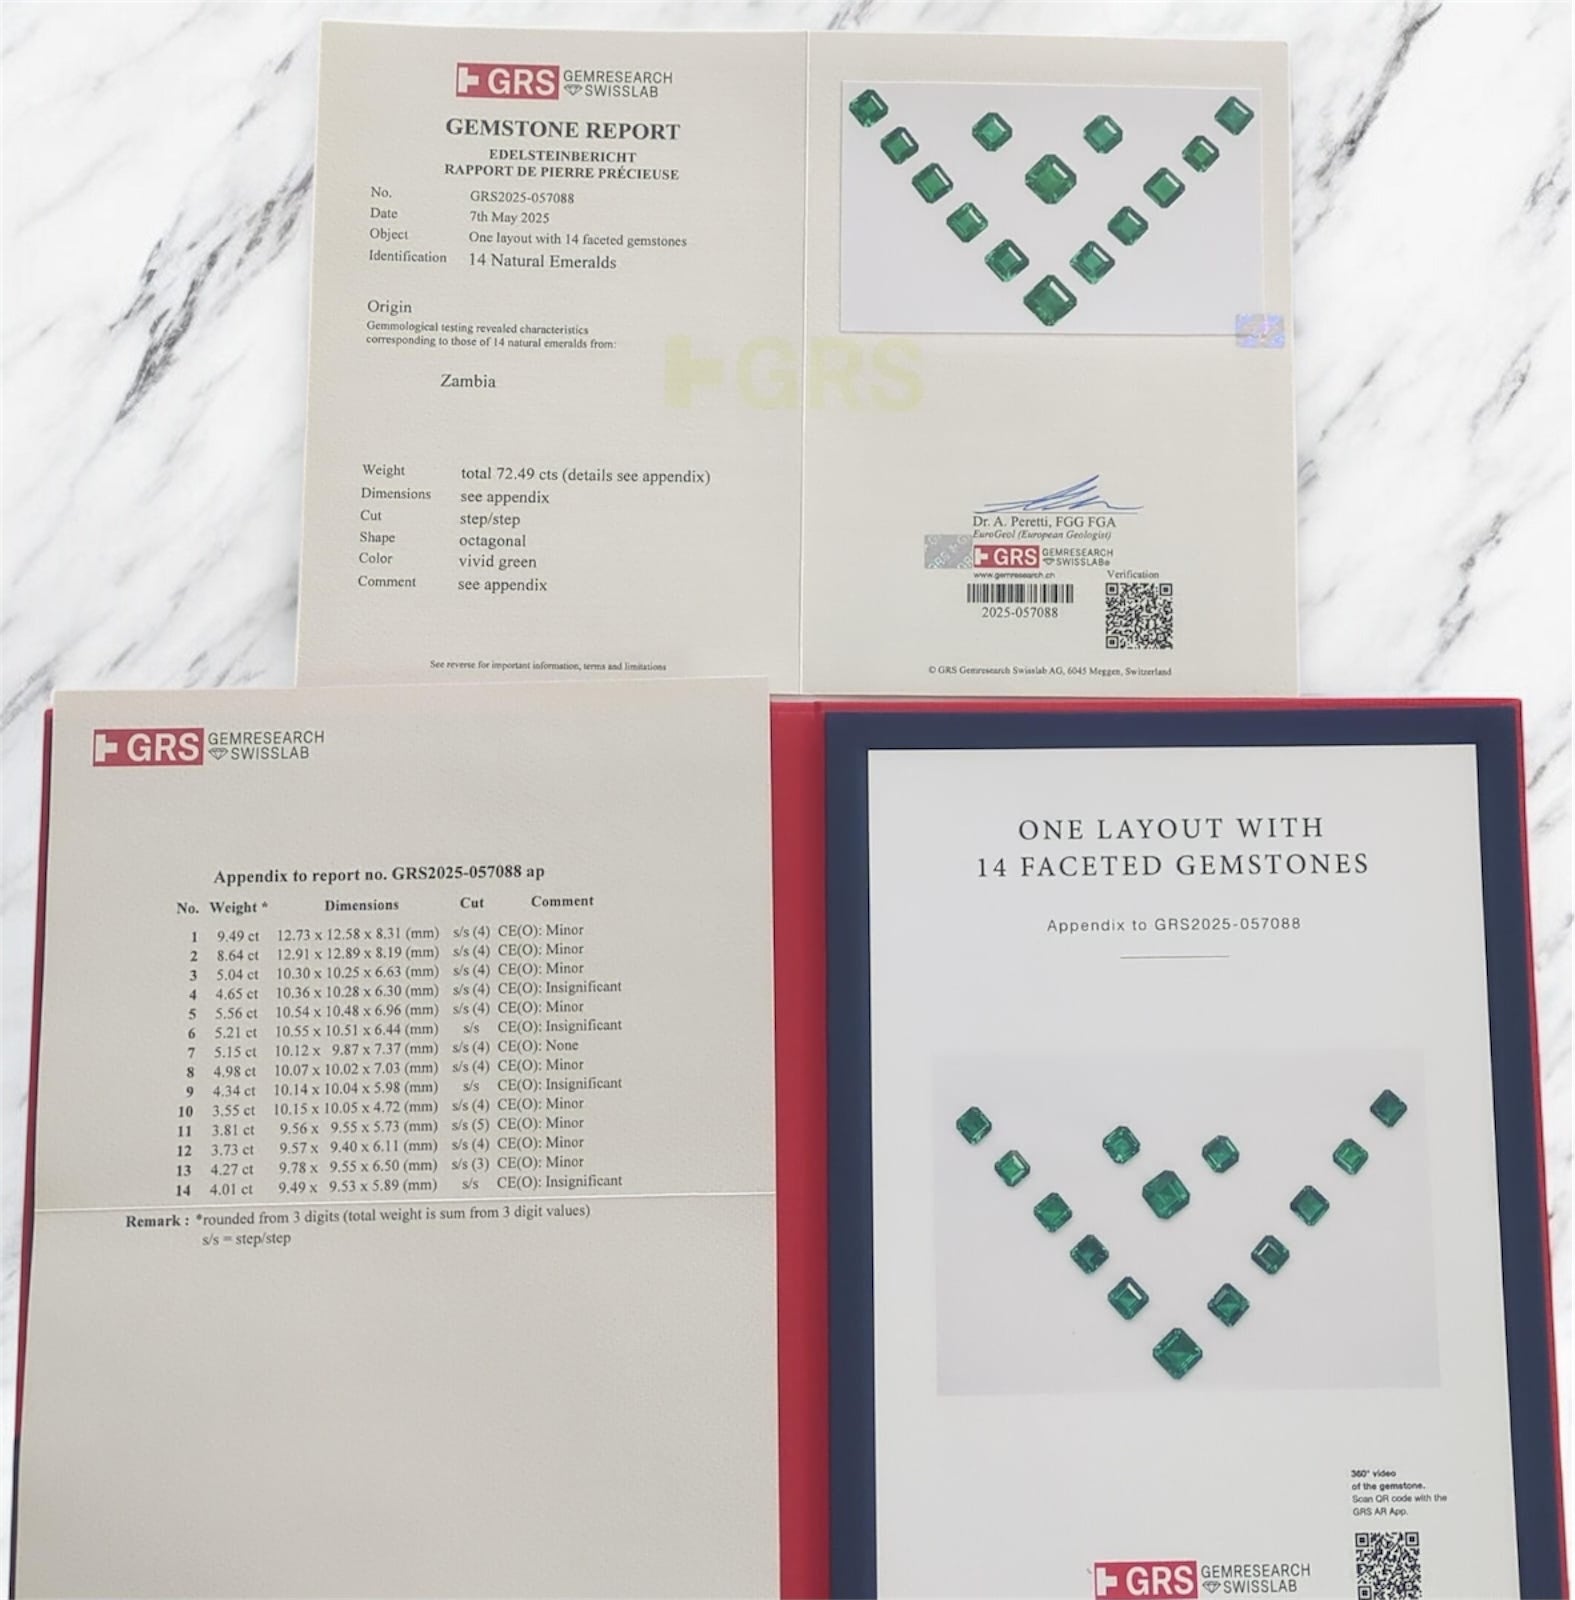 GRS GEMRESEARCH
SWISSLAB
GEMSTONE REPORT
EDELSTEINBERICHT
RAPPORT DE PIERRE PRÉCIEUSE
No. GRS2025-057088
Date 7th May 2025
Object One layout with 14 faceted gemstones
Identification 14 Natural Emeralds
Origin
Gemmological testing revealed characteristics
corresponding to those of 14 natural emeralds from:
Zambia
Weight total 72.49 cts (details see appendix)
Dimensions see appendix
Cut step/step
Shape octagonal
Color vivid green
Comment see appendix
See reverse for important information, terms and limitations
GRS
Dr. A. Peretti, FGG FGA
EuroGeol (European Geologist)
GRS GEMRESEARCH
SWISSLAB®
www.gemresearch.ch
Verification
2025-057088
© GRS Gemresearch Swisslab AG, 6045 Meggen, Switzerland
GRS GEMRESEARCH
SWISSLAB
Appendix to report no. GRS2025-057088 ap
No. Weight * Dimensions Cut Comment
1 9.49 ct 12.73 x 12.58 x 8.31 (mm) s/s (4) CE(O): Minor
2 8.64 ct 12.91 x 12.89 x 8.19 (mm) s/s (4) CE(O): Minor
3 5.04 ct 10.30 x 10.25 x 6.63 (mm) s/s (4) CE(O): Minor
4 4.65 ct 10.36 x 10.28 x 6.30 (mm) s/s (4) CE(O): Insignificant
5 5.56 ct 10.54 x 10.48 x 6.96 (mm) s/s (4) CE(O): Minor
6 5.21 ct 10.55 x 10.51 x 6.44 (mm) s/s CE(O): Insignificant
7 5.15 ct 10.12 x 9.87 x 7.37 (mm) s/s (4) CE(O): None
8 4.98 ct 10.07 x 10.02 x 7.03 (mm) s/s (4) CE(O): Minor
9 4.34 ct 10.14 x 10.04 x 5.98 (mm) s/s CE(O): Insignificant
10 3.55 ct 10.15 x 10.05 x 4.72 (mm) s/s (4) CE(O): Minor
11 3.81 ct 9.56 x 9.55 x 5.73 (mm) s/s (5) CE(O): Minor
12 3.73 ct 9.57 x 9.40 x 6.11 (mm) s/s (4) CE(O): Minor
13 4.27 ct 9.78 x 9.55 x 6.50 (mm) s/s (3) CE(O): Minor
14 4.01 ct 9.49 x 9.53 x 5.89 (mm) s/s CE(O): Insignificant
Remark : *rounded from 3 digits (total weight is sum from 3 digit values)
s/s = step/step
ONE LAYOUT WITH
14 FACETED GEMSTONES
Appendix to GRS2025-057088
360° video
of the gemstone.
Scan QR code with the
GRS AR App.
GRS GEMRESEARCH
SWISSLAB